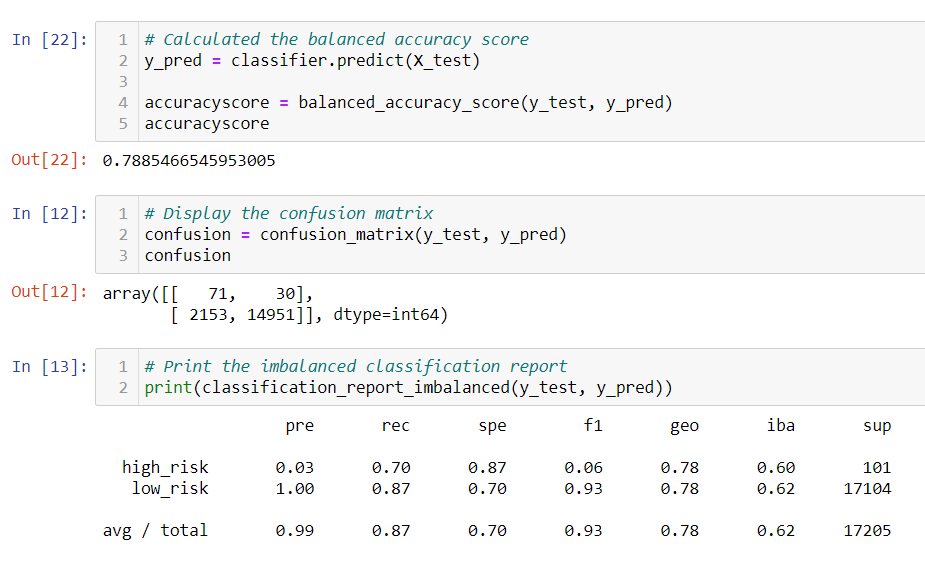 In [22]:
1 # Calculated the balanced accuracy score
2 y_pred = classifier.predict(X_test)
3
4 accuracyscore = balanced_accuracy_score(y_test, y_pred)
5 accuracyscore
Out[22]: 0.7885466545953005
In [12]:
1 # Display the confusion matrix
2 confusion = confusion_matrix(y_test, y_pred)
3 confusion
Out[12]: array([[   71,    30],
       [ 2153, 14951]], dtype=int64)
In [13]:
1 # Print the imbalanced classification report
2 print(classification_report_imbalanced(y_test, y_pred))
pre rec spe f1 geo iba sup
high_risk 0.03 0.70 0.87 0.06 0.78 0.60 101
low_risk 1.00 0.87 0.70 0.93 0.78 0.62 17104
avg / total 0.99 0.87 0.70 0.93 0.78 0.62 17205